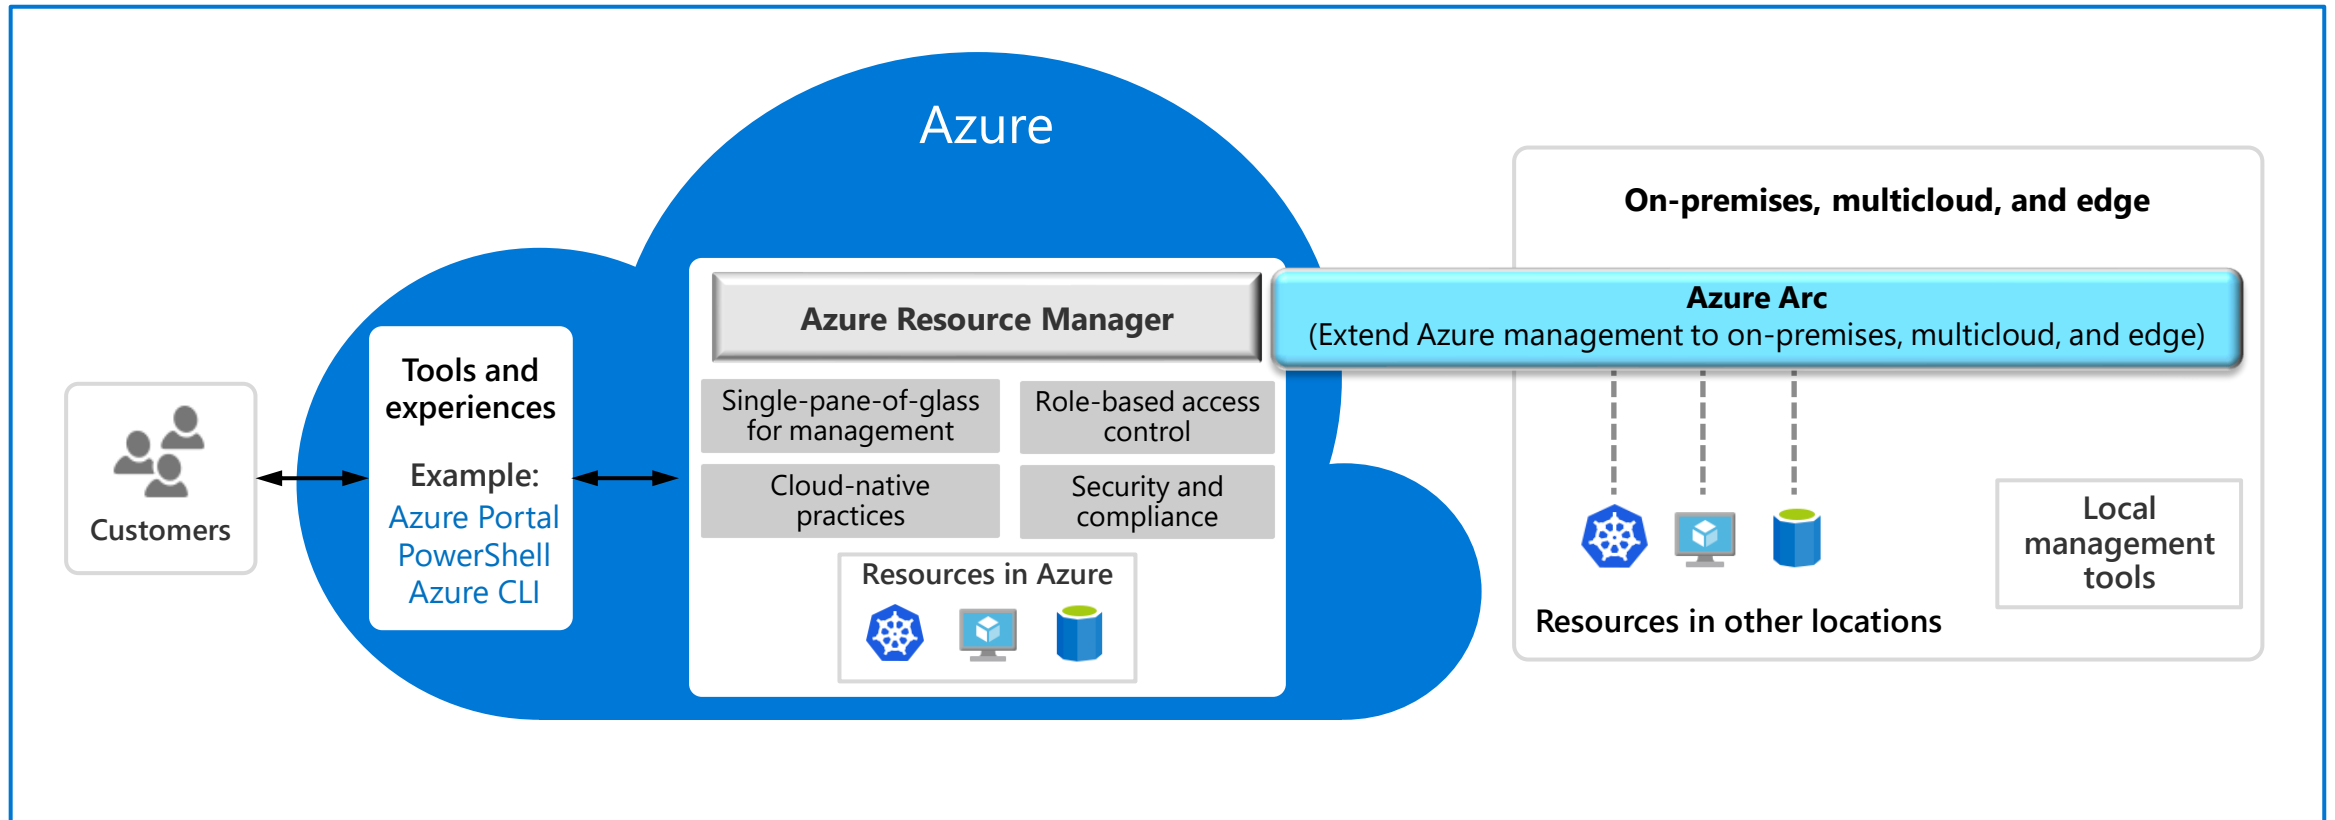 Azure
Customers
Tools and
experiences
Example:
Azure Portal
PowerShell
Azure CLI
Azure Resource Manager
Single-pane-of-glass
for management
Role-based access
control
Cloud-native
practices
Security and
compliance
Resources in Azure
On-premises, multicloud, and edge
Azure Arc
(Extend Azure management to on-premises, multicloud, and edge)
Resources in other locations
Local
management
tools